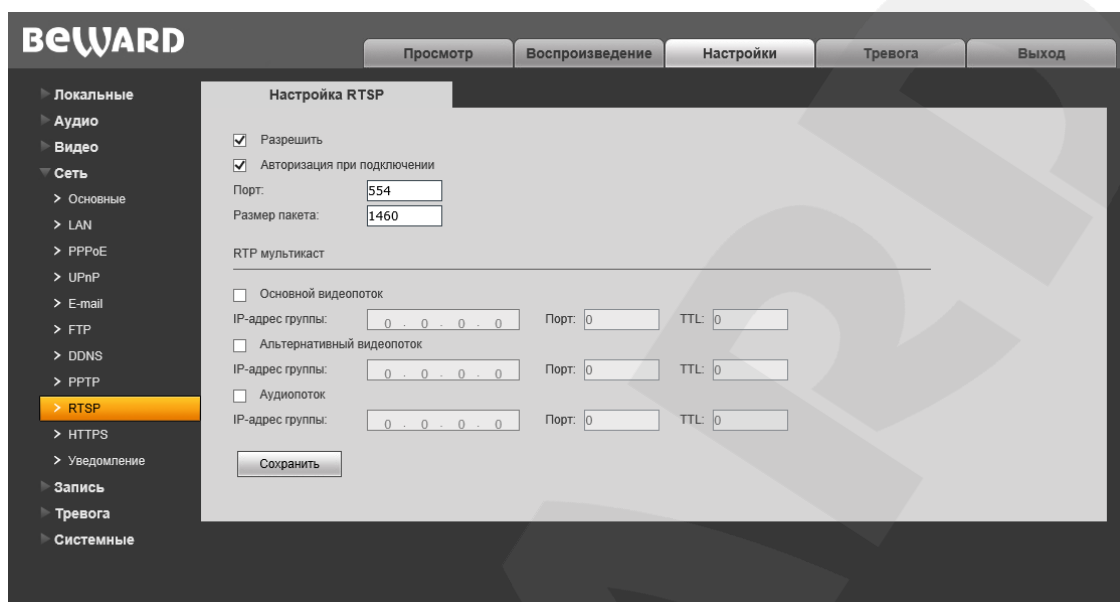 BEWARD
Просмотр Воспроизведение Настройки Тревога Выход
Локальные
Аудио
Видео
Сеть
> Основные
> LAN
> PPPoE
> UPnP
> E-mail
> FTP
> DDNS
> PPTP
> RTSP
> HTTPS
> Уведомление
Запись
Тревога
Системные
Настройка RTSP
Разрешить
Авторизация при подключении
Порт: 554
Размер пакета: 1460
RTP мультикаст
Основной видеопоток
IP-адрес группы: 0 . 0 . 0 . 0 Порт: 0 TTL: 0
Альтернативный видеопоток
IP-адрес группы: 0 . 0 . 0 . 0 Порт: 0 TTL: 0
Аудиопоток
IP-адрес группы: 0 . 0 . 0 . 0 Порт: 0 TTL: 0
Сохранить